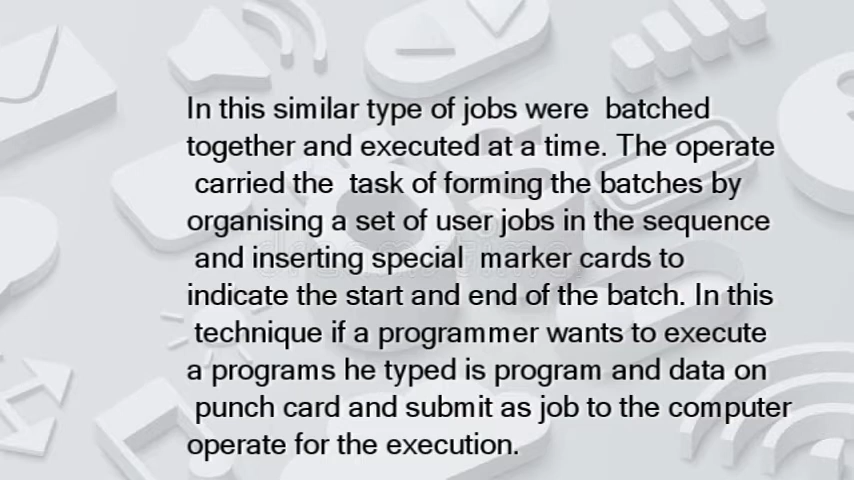 In this similar type of jobs were batched
together and executed at a time. The operate
carried the task of forming the batches by
organising a set of user jobs in the sequence
and inserting special marker cards to
indicate the start and end of the batch. In this
technique if a programmer wants to execute
a programs he typed is program and data on
punch card and submit as job to the computer
operate for the execution.